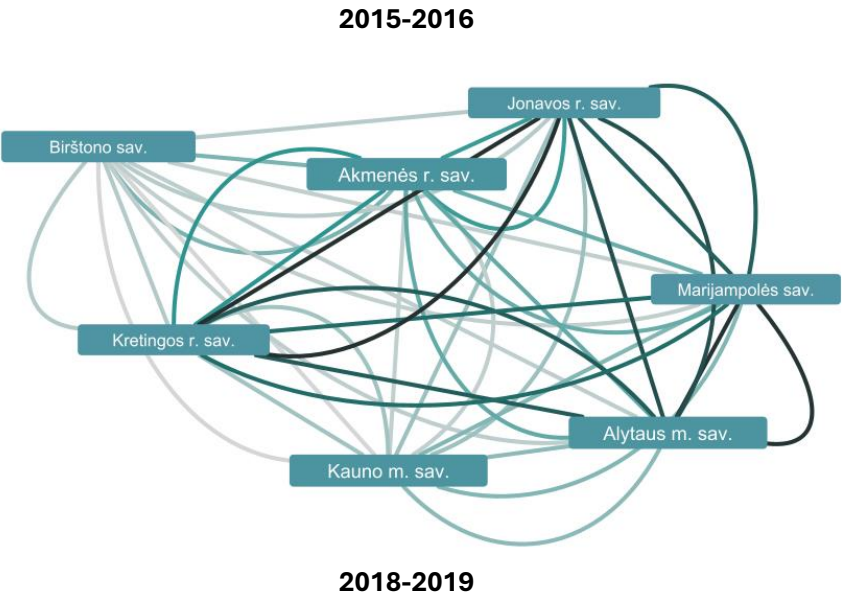 2015-2016
Jonavos r. sav.
Birštono sav.
Akmenės r. sav.
Marijampolės sav.
Kretingos r. sav.
Alytaus m. sav.
Kauno m. sav.
2018-2019